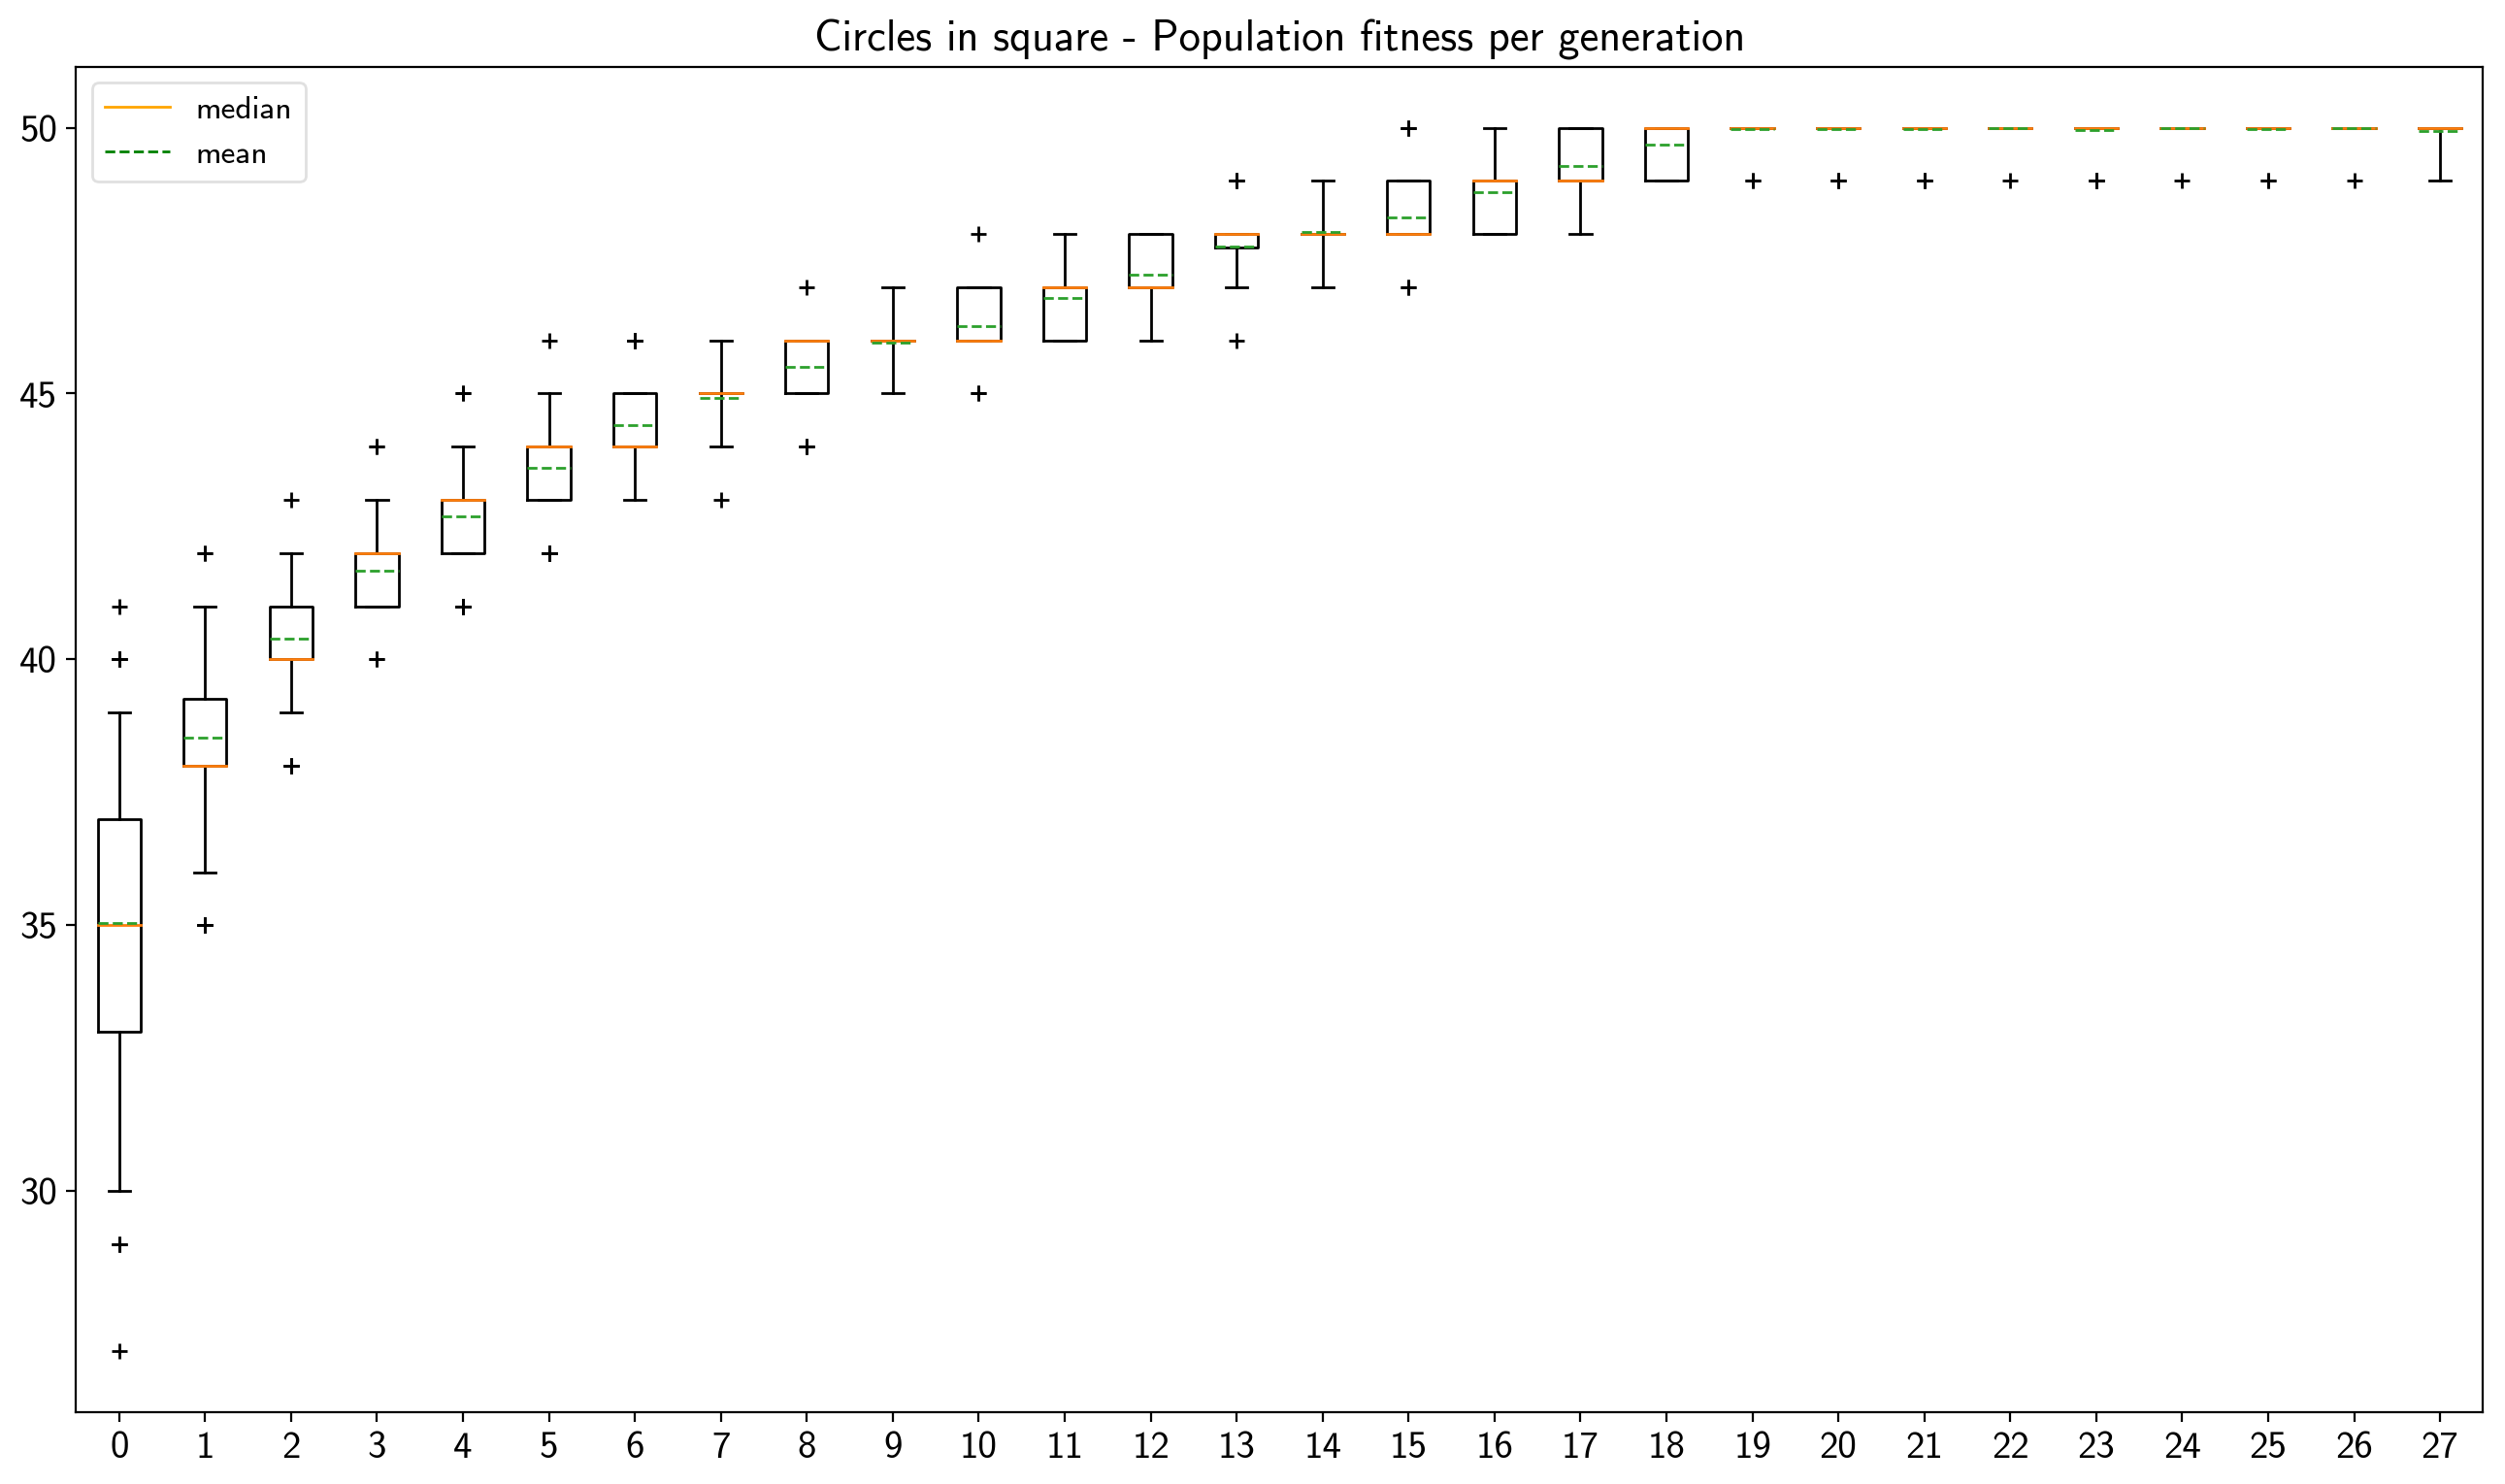 Circles in square - Population fitness per generation
median
mean
50
45
40
35
30
0 1 2 3 4 5 6 7 8 9 10 11 12 13 14 15 16 17 18 19 20 21 22 23 24 25 26 27